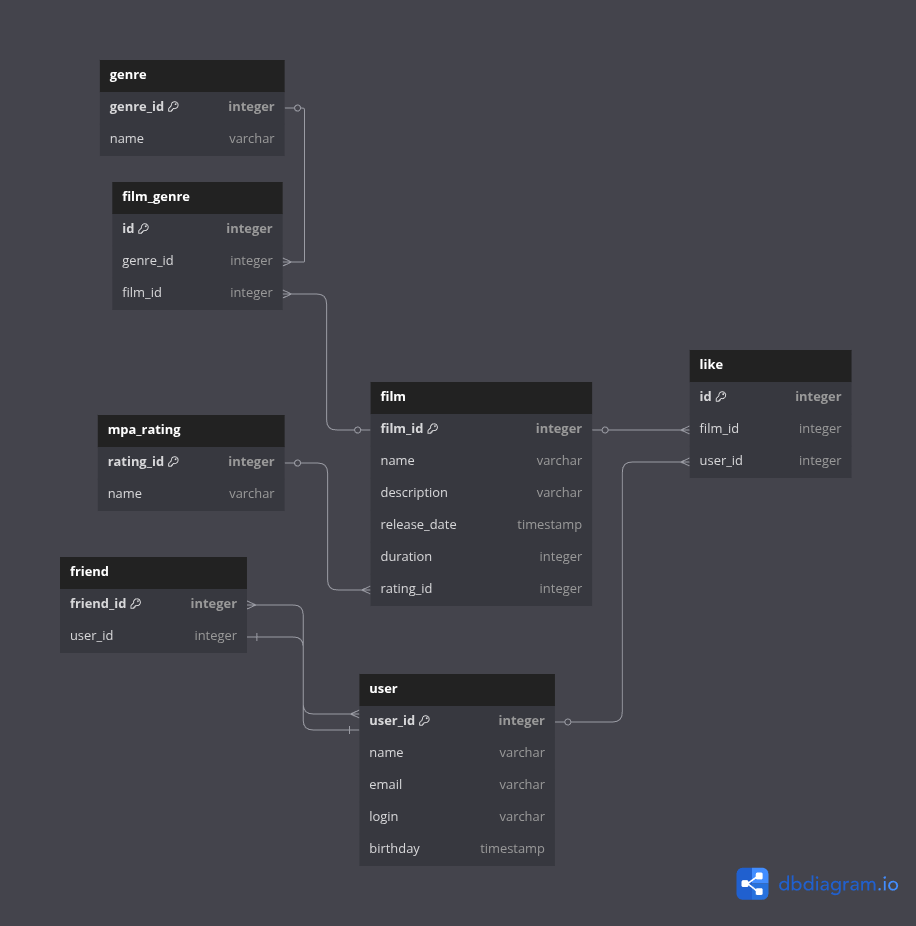 genre
genre_id integer
name varchar
film_genre
id integer
genre_id integer
film_id integer
like
id integer
film_id integer
user_id integer
film
film_id integer
name varchar
description varchar
release_date timestamp
duration integer
rating_id integer
mpa_rating
rating_id integer
name varchar
friend
friend_id integer
user_id integer
user
user_id integer
name varchar
email varchar
login varchar
birthday timestamp
dbdiagram.io